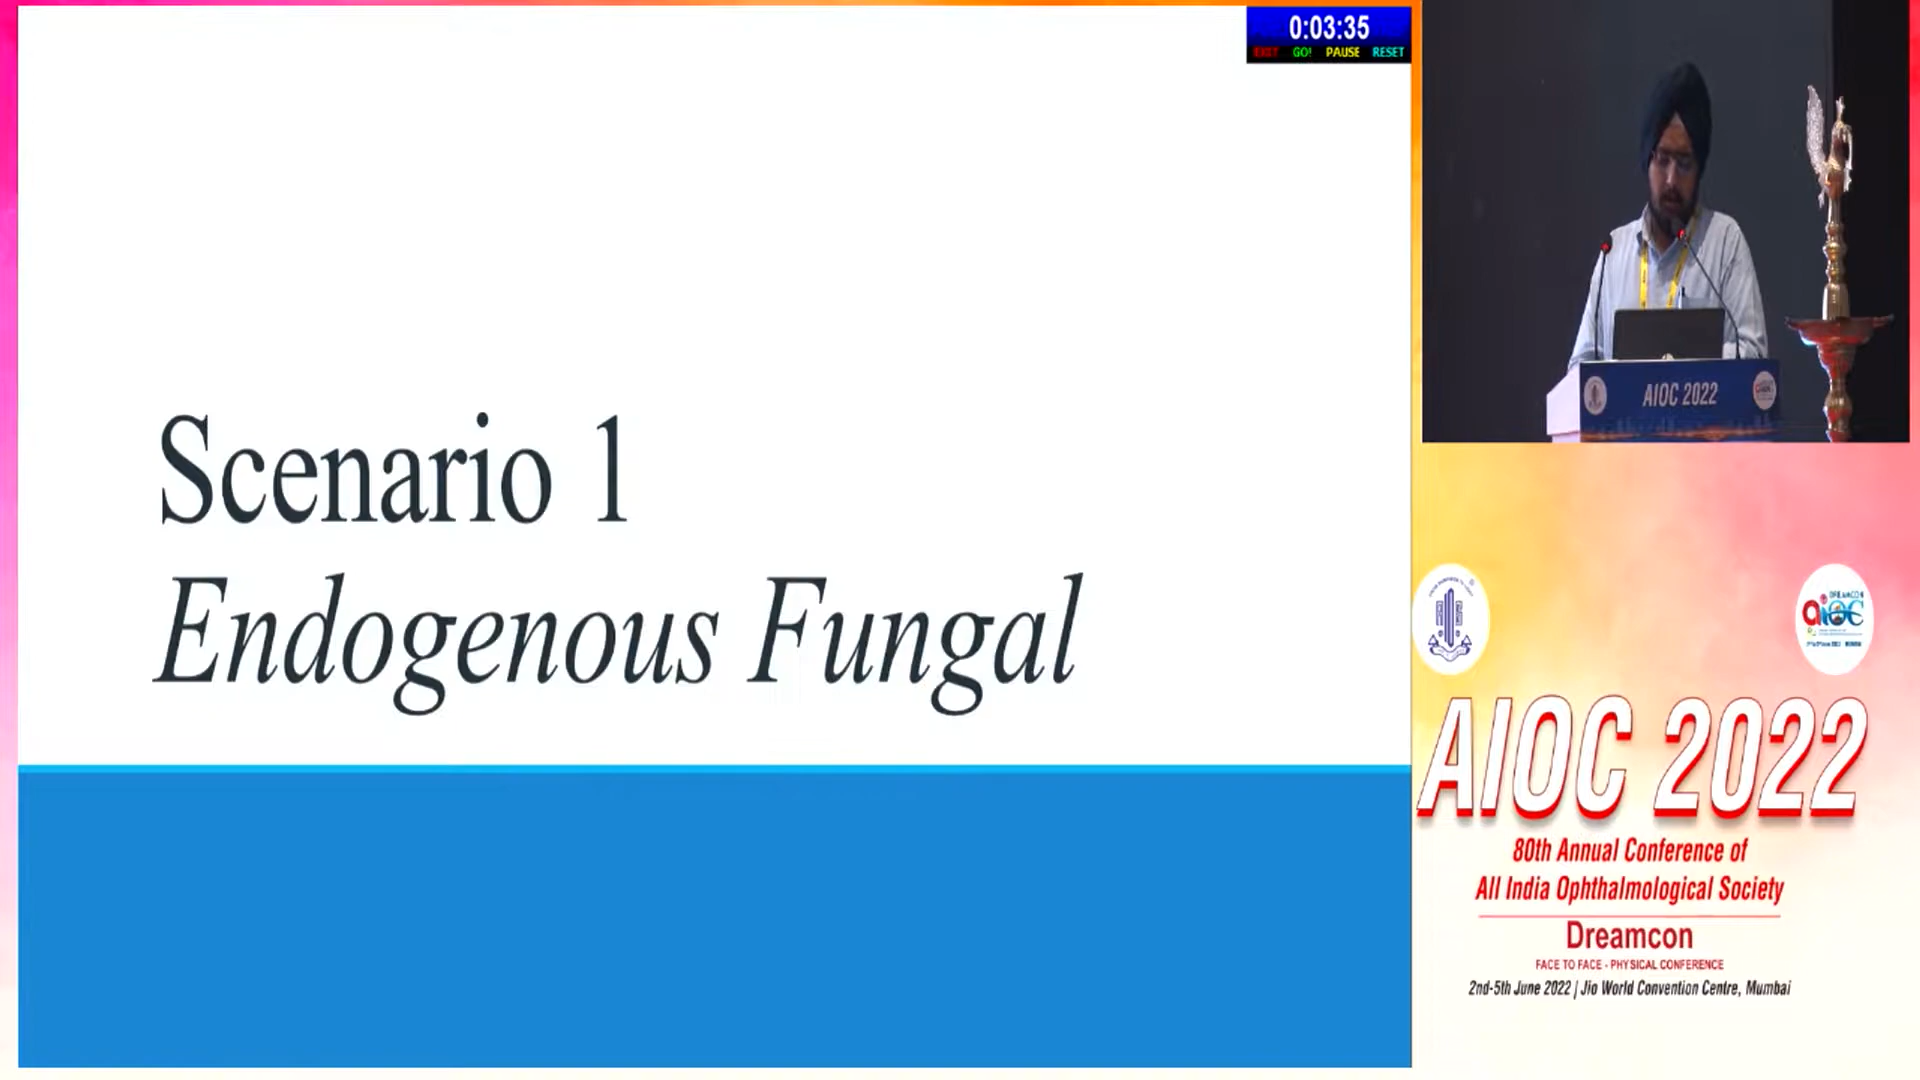 0:03:35
EXIT GO! PAUSE RESET
Scenario 1
Endogenous Fungal
AIOC 2022
AIOC 2022
80th Annual Conference of
All India Ophthalmological Society
Dreamcon
FACE TO FACE - PHYSICAL CONFERENCE
2nd-5th June 2022 | Jio World Convention Centre, Mumbai